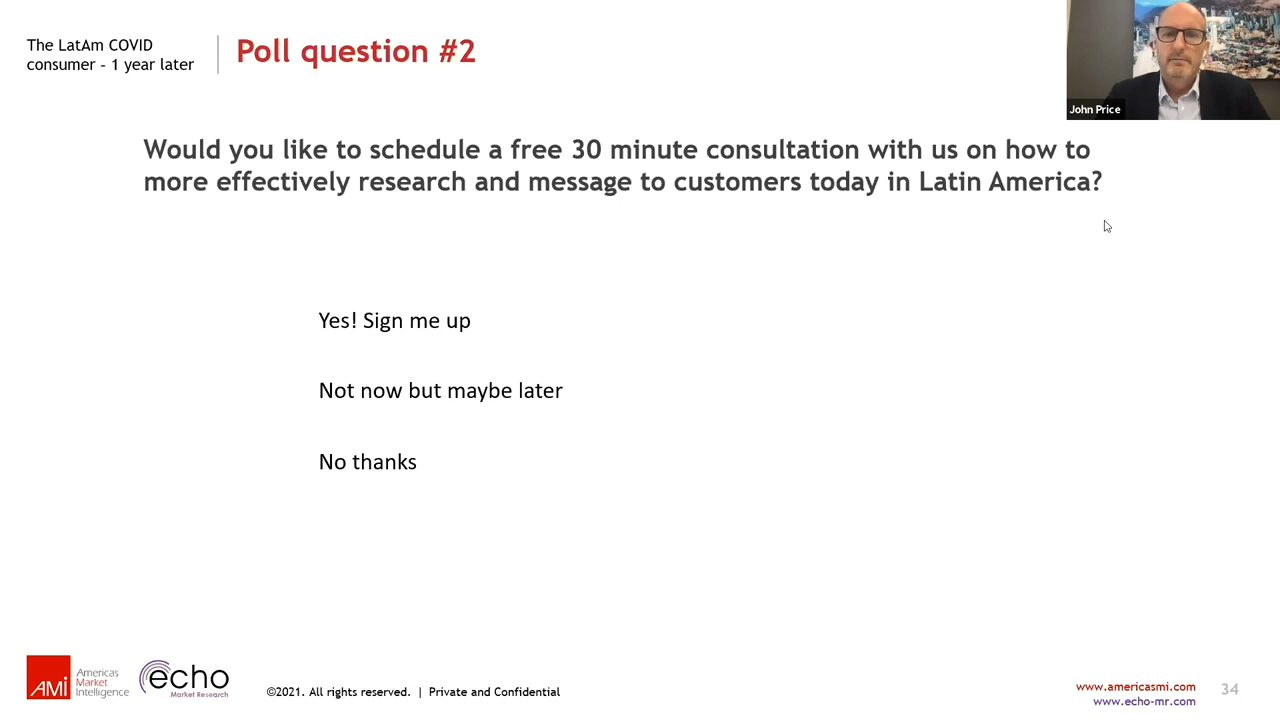 The LatAm COVID
consumer – 1 year later
Poll question #2
John Price
Would you like to schedule a free 30 minute consultation with us on how to
more effectively research and message to customers today in Latin America?
Yes! Sign me up
Not now but maybe later
No thanks
AMI
Americas
Market
Intelligence
echo
Market Research
©2021. All rights reserved. | Private and Confidential
www.americasmi.com
www.echo-mr.com
34